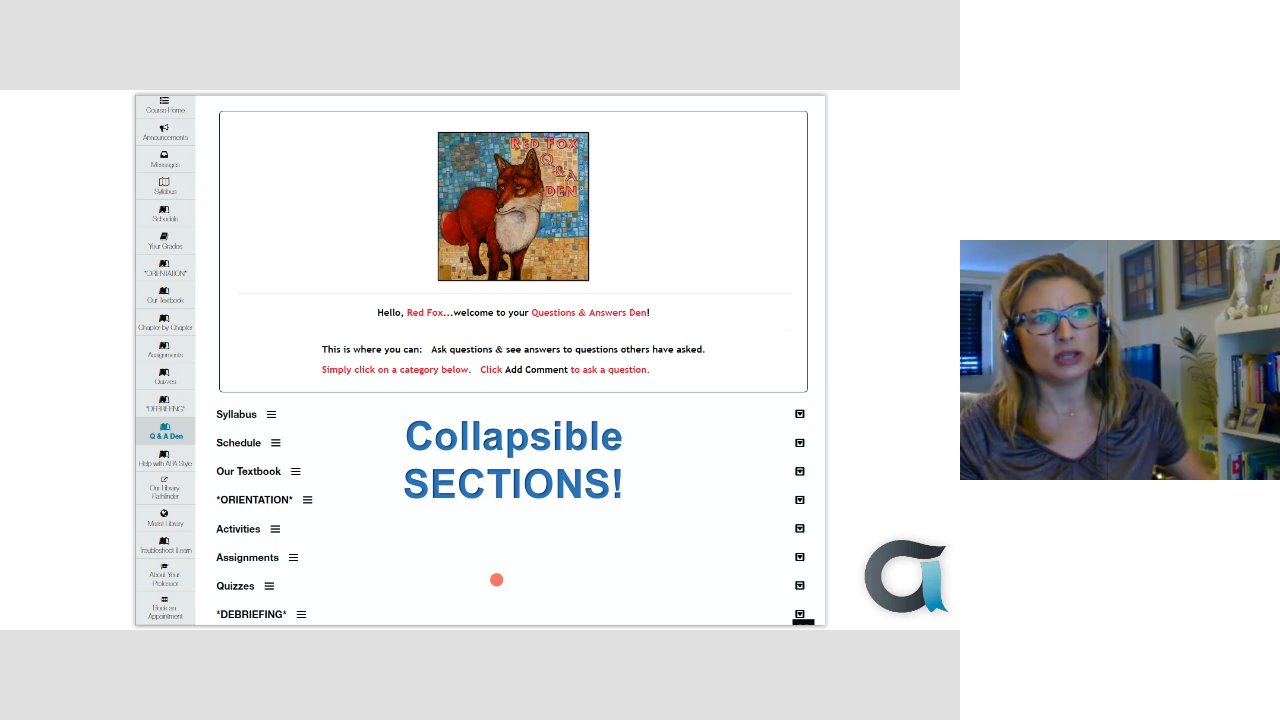 Course Home
Announcements
Messages
Syllabus
Schedule
Your Grades
*ORIENTATION*
Our Textbook
Chapter by Chapter
Assignments
Quizzes
*DEBRIEFING*
Q & A Den
Help with APA Style
Our Library
Pathfinder
Marist Library
Troubleshoot iLearn
About Your
Professor
Book an
Appointment
RED FOX
Q
&
A
DEN
Hello, Red Fox...welcome to your Questions & Answers Den!
This is where you can: Ask questions & see answers to questions others have asked.
Simply click on a category below. Click Add Comment to ask a question.
Syllabus
Schedule
Our Textbook
*ORIENTATION*
Activities
Assignments
Quizzes
*DEBRIEFING*
Collapsible
SECTIONS!